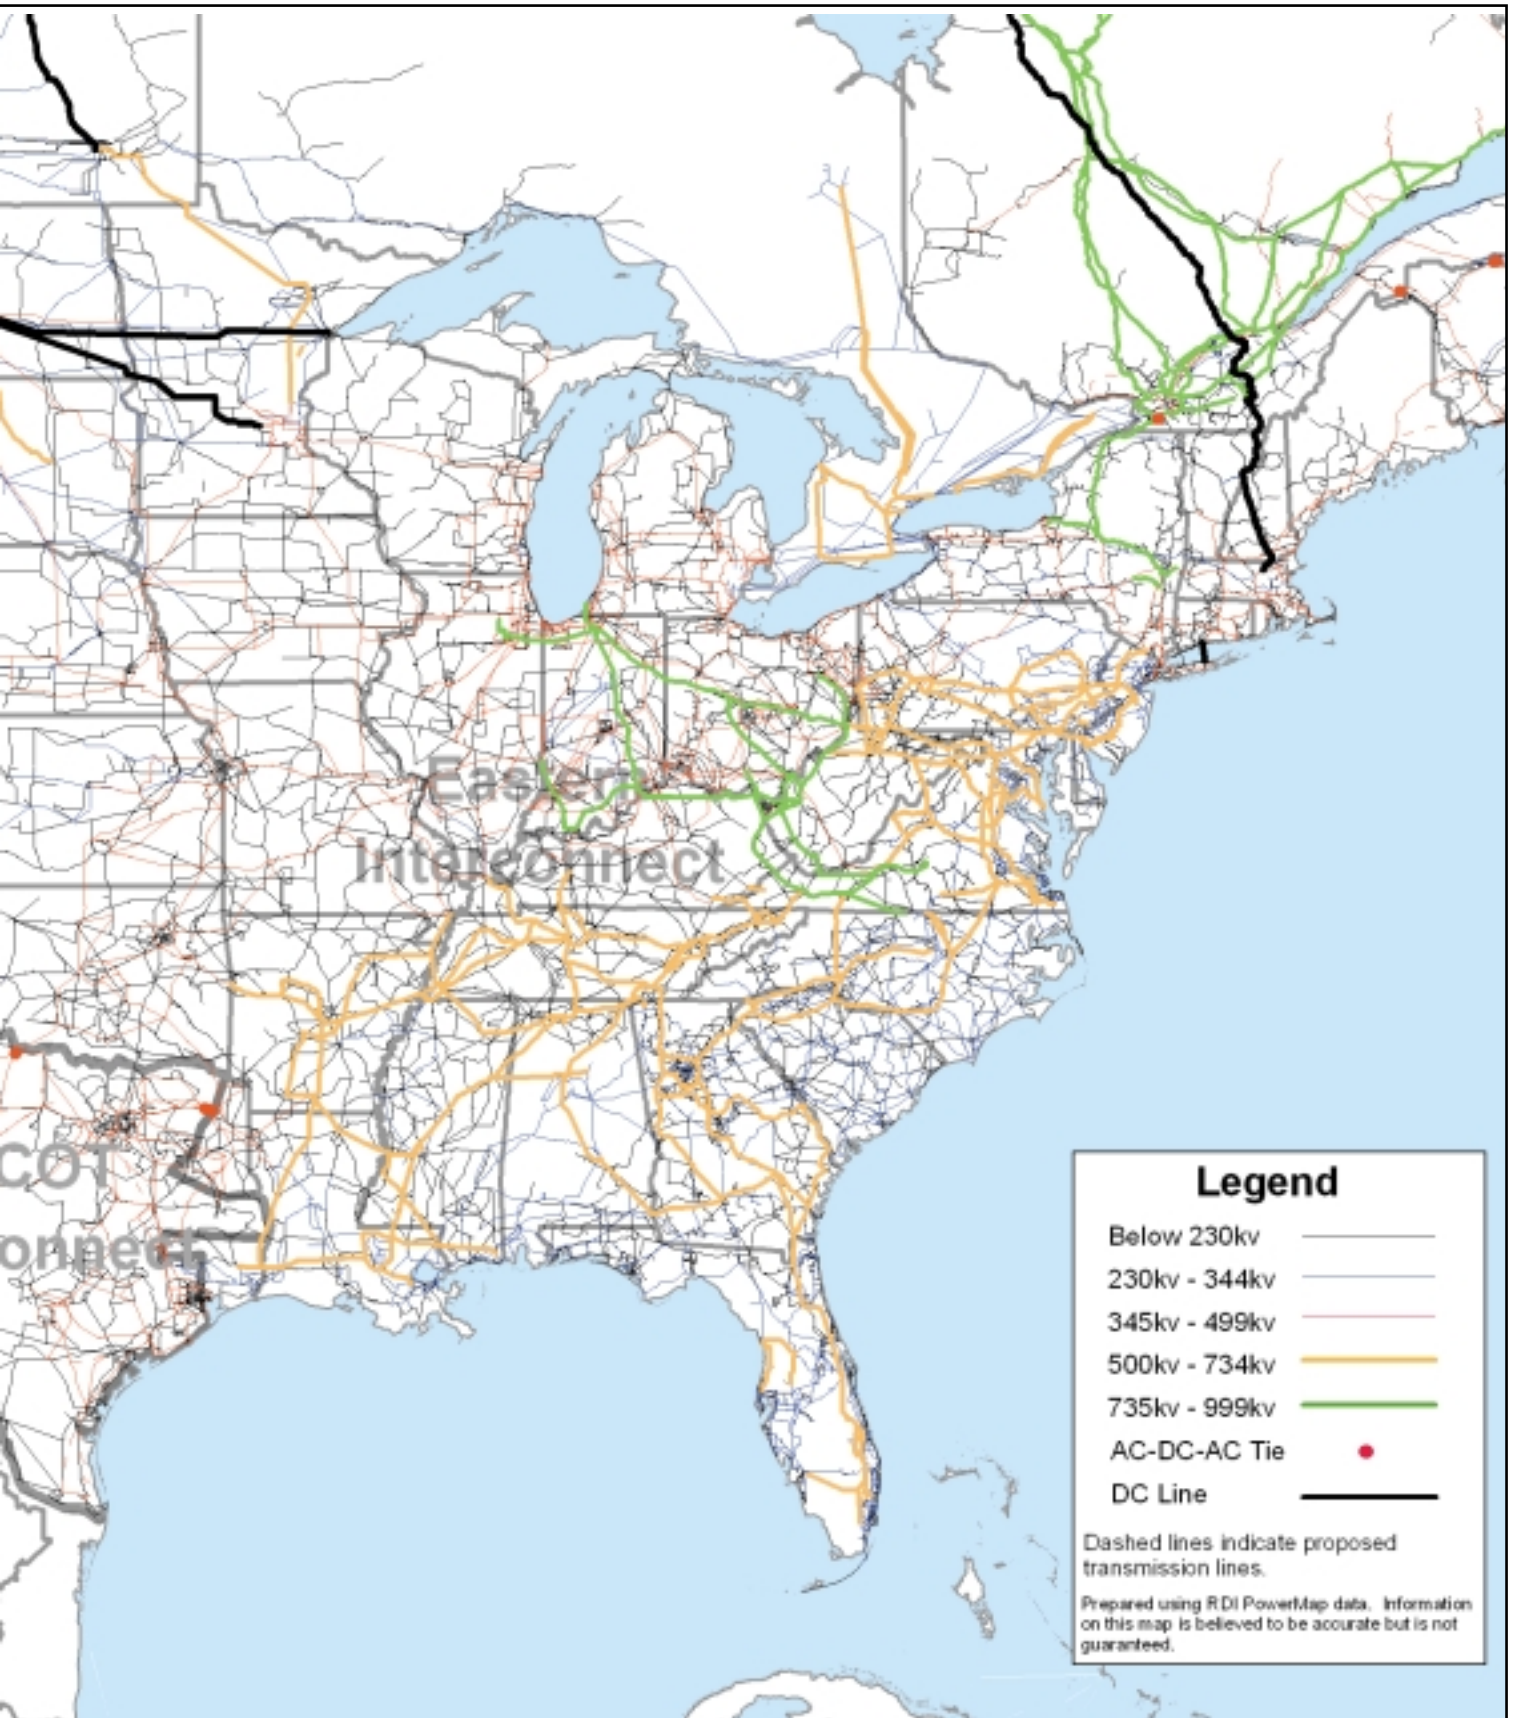 Eastern
Interconnect
COT
onnect
Legend
Below 230kv
230kv - 344kv
345kv - 499kv
500kv - 734kv
735kv - 999kv
AC-DC-AC Tie
DC Line
Dashed lines indicate proposed
transmission lines.
Prepared using RDI PowerMap data. Information
on this map is believed to be accurate but is not
guaranteed.